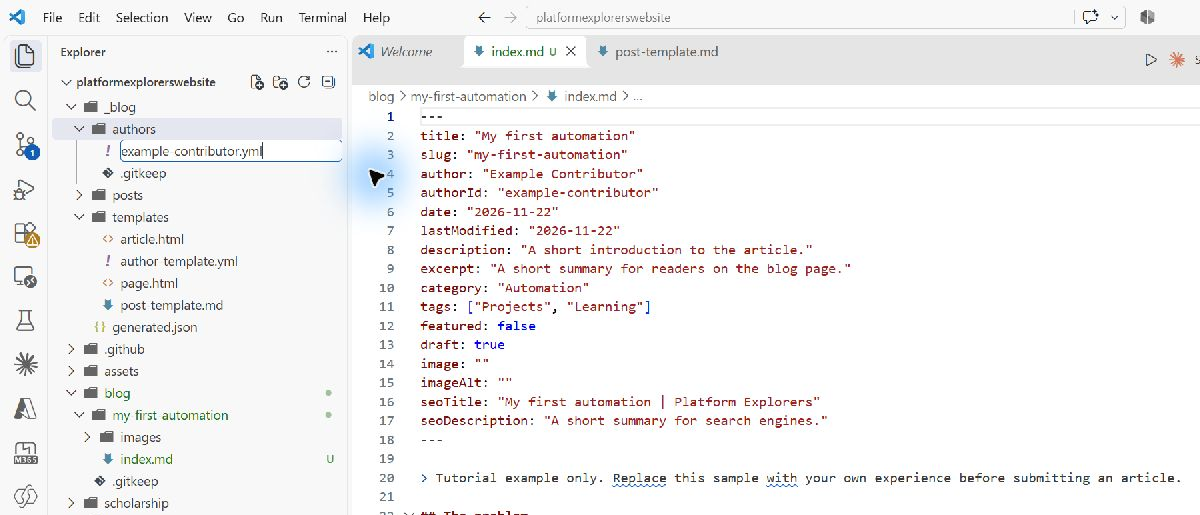 File Edit Selection View Go Run Terminal Help
platformexplorerswebsite
Explorer
platformexplorerswebsite
_blog
authors
example-contributor.yml
.gitkeep
posts
templates
article.html
author-template.yml
page.html
post-template.md
generated.json
.github
assets
blog
my-first-automation
images
index.md U
.gitkeep
scholarship
1
M365
Welcome
index.md U
post-template.md
blog > my-first-automation > index.md > ...
1 ---
2 title: "My first automation"
3 slug: "my-first-automation"
4 author: "Example Contributor"
5 authorId: "example-contributor"
6 date: "2026-11-22"
7 lastModified: "2026-11-22"
8 description: "A short introduction to the article."
9 excerpt: "A short summary for readers on the blog page."
10 category: "Automation"
11 tags: ["Projects", "Learning"]
12 featured: false
13 draft: true
14 image: ""
15 imageAlt: ""
16 seoTitle: "My first automation | Platform Explorers"
17 seoDescription: "A short summary for search engines."
18 ---
19
20 > Tutorial example only. Replace this sample with your own experience before submitting an article.
21
## The problem